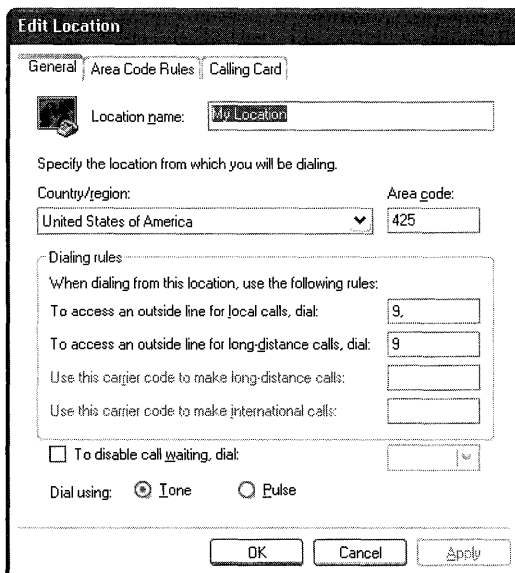 Edit Location
General Area Code Rules Calling Card
Location name: My Location
Specify the location from which you will be dialing.
Country/region: Area code:
United States of America 425
Dialing rules
When dialing from this location, use the following rules:
To access an outside line for local calls, dial: 9,
To access an outside line for long-distance calls, dial: 9
Use this carrier code to make long-distance calls:
Use this carrier code to make international calls:
To disable call waiting, dial:
Dial using: Tone Pulse
OK Cancel Apply